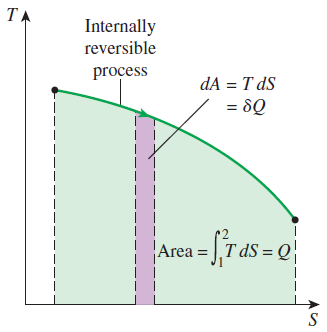 T
Internally
reversible
process
dA = T dS
= δQ
Area = ∫₁² T dS = Q
S